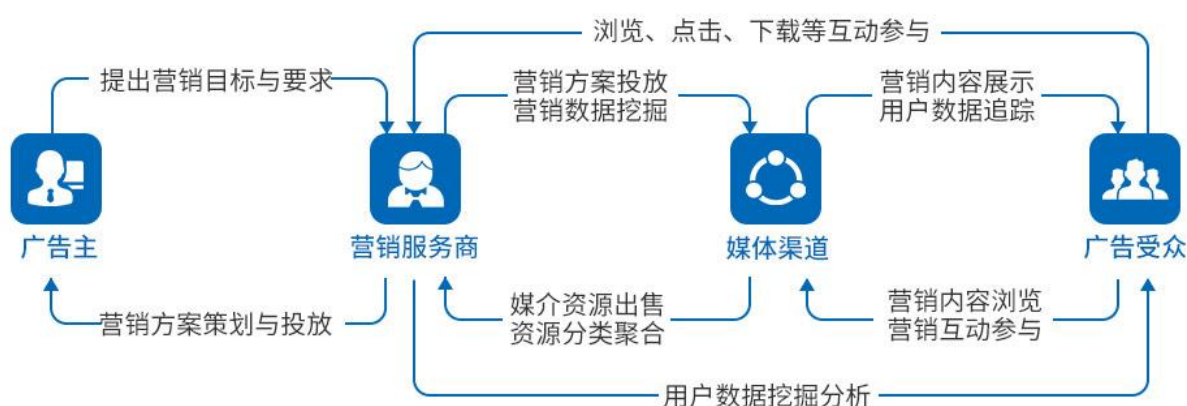 浏览、点击、下载等互动参与
提出营销目标与要求
营销方案投放
营销数据挖掘
营销内容展示
用户数据追踪
广告主
营销服务商
媒体渠道
广告受众
营销方案策划与投放
媒介资源出售
资源分类聚合
营销内容浏览
营销互动参与
用户数据挖掘分析